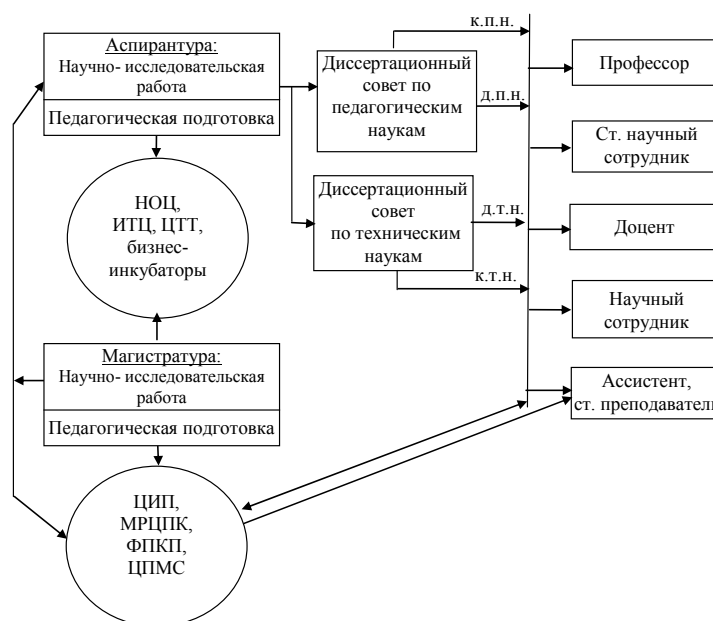 Аспирантура:
Научно- исследовательская
работа
Педагогическая подготовка
НОЦ,
ИТЦ, ЦТТ,
бизнес-
инкубаторы
Магистратура:
Научно- исследовательская
работа
Педагогическая подготовка
ЦИП,
МРЦПК,
ФПКП,
ЦПМС
Диссертационный
совет по
педагогическим
наукам
Диссертационный
совет
по техническим
наукам
к.п.н.
д.п.н.
д.т.н.
к.т.н.
Профессор
Ст. научный
сотрудник
Доцент
Научный
сотрудник
Ассистент,
ст. преподаватель